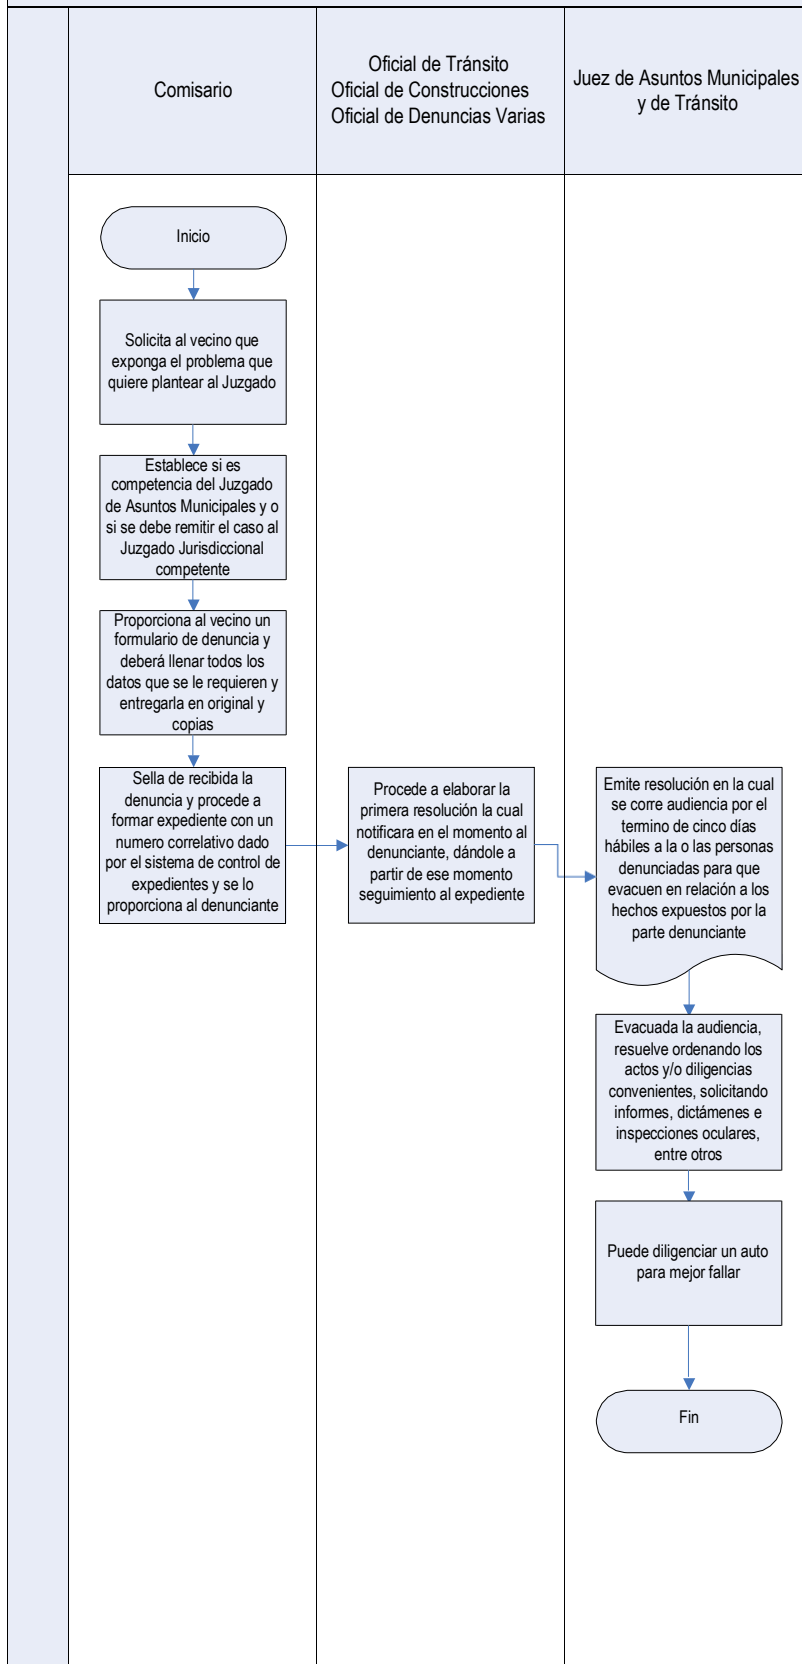 Comisario
Oficial de Tránsito
Oficial de Construcciones
Oficial de Denuncias Varias
Juez de Asuntos Municipales
y de Tránsito
Inicio
Solicita al vecino que
exponga el problema que
quiere plantear al Juzgado
Establece si es
competencia del Juzgado
de Asuntos Municipales y o
si se debe remitir el caso al
Juzgado Jurisdiccional
competente
Proporciona al vecino un
formulario de denuncia y
deberá llenar todos los
datos que se le requieren y
entregarla en original y
copias
Sella de recibida la
denuncia y procede a
formar expediente con un
numero correlativo dado
por el sistema de control de
expedientes y se lo
proporciona al denunciante
Procede a elaborar la
primera resolución la cual
notificara en el momento al
denunciante, dándole a
partir de ese momento
seguimiento al expediente
Emite resolución en la cual
se corre audiencia por el
termino de cinco días
hábiles a la o las personas
denunciadas para que
evacuen en relación a los
hechos expuestos por la
parte denunciante
Evacuada la audiencia,
resuelve ordenando los
actos y/o diligencias
convenientes, solicitando
informes, dictámenes e
inspecciones oculares,
entre otros
Puede diligenciar un auto
para mejor fallar
Fin